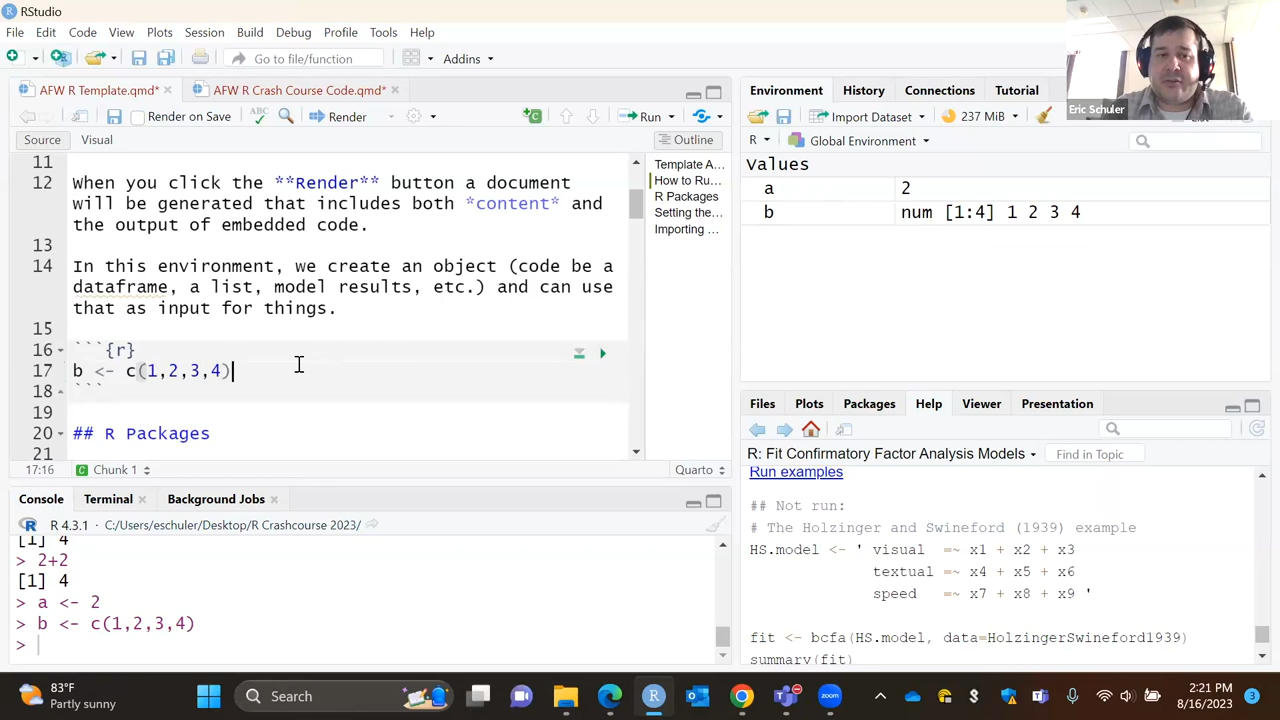 RStudio
File Edit Code View Plots Session Build Debug Profile Tools Help
Go to file/function
Addins
AFW R Template.qmd*
AFW R Crash Course Code.qmd*
Render on Save
ABC
Render
Run
Source
Visual
Outline
11
12 When you click the **Render** button a document
will be generated that includes both *content* and
the output of embedded code.
13
14 In this environment, we create an object (code be a
dataframe, a list, model results, etc.) and can use
that as input for things.
15
16 ```{r}
17 b <- c(1,2,3,4)
18 ```
19
20 ## R Packages
21
Template A...
How to Ru...
R Packages
Setting the...
Importing ...
17:16
Chunk 1
Quarto
Console Terminal Background Jobs
R 4.3.1 · C:/Users/eschuler/Desktop/R Crashcourse 2023/
[1] 4
> 2+2
[1] 4
> a <- 2
> b <- c(1,2,3,4)
>
Environment History Connections Tutorial
Import Dataset
237 MiB
R
Global Environment
Values
a 2
b num [1:4] 1 2 3 4
Eric Schuler
Files Plots Packages Help Viewer Presentation
R: Fit Confirmatory Factor Analysis Models
Find in Topic
Run examples
## Not run:
# The Holzinger and Swineford (1939) example
HS.model <- ' visual =~ x1 + x2 + x3
textual =~ x4 + x5 + x6
speed =~ x7 + x8 + x9 '
fit <- bcfa(HS.model, data=HolzingerSwineford1939)
summary(fit)
83°F
Partly sunny
Search
zoom
2:21 PM
8/16/2023
3